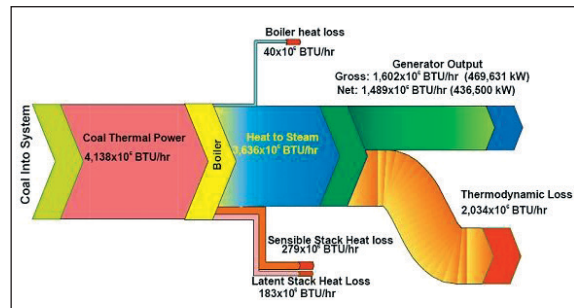 Boiler heat loss
40x10⁶ BTU/hr
Generator Output
Gross: 1,602x10⁶ BTU/hr (469,631 kW)
Net: 1,489x10⁶ BTU/hr (436,500 kW)
Coal Into System
Coal Thermal Power
4,138x10⁶ BTU/hr
Boiler
Heat to Steam
3,636x10⁶ BTU/hr
Thermodynamic Loss
2,034x10⁶ BTU/hr
Sensible Stack Heat loss
279x10⁶ BTU/hr
Latent Stack Heat Loss
183x10⁶ BTU/hr